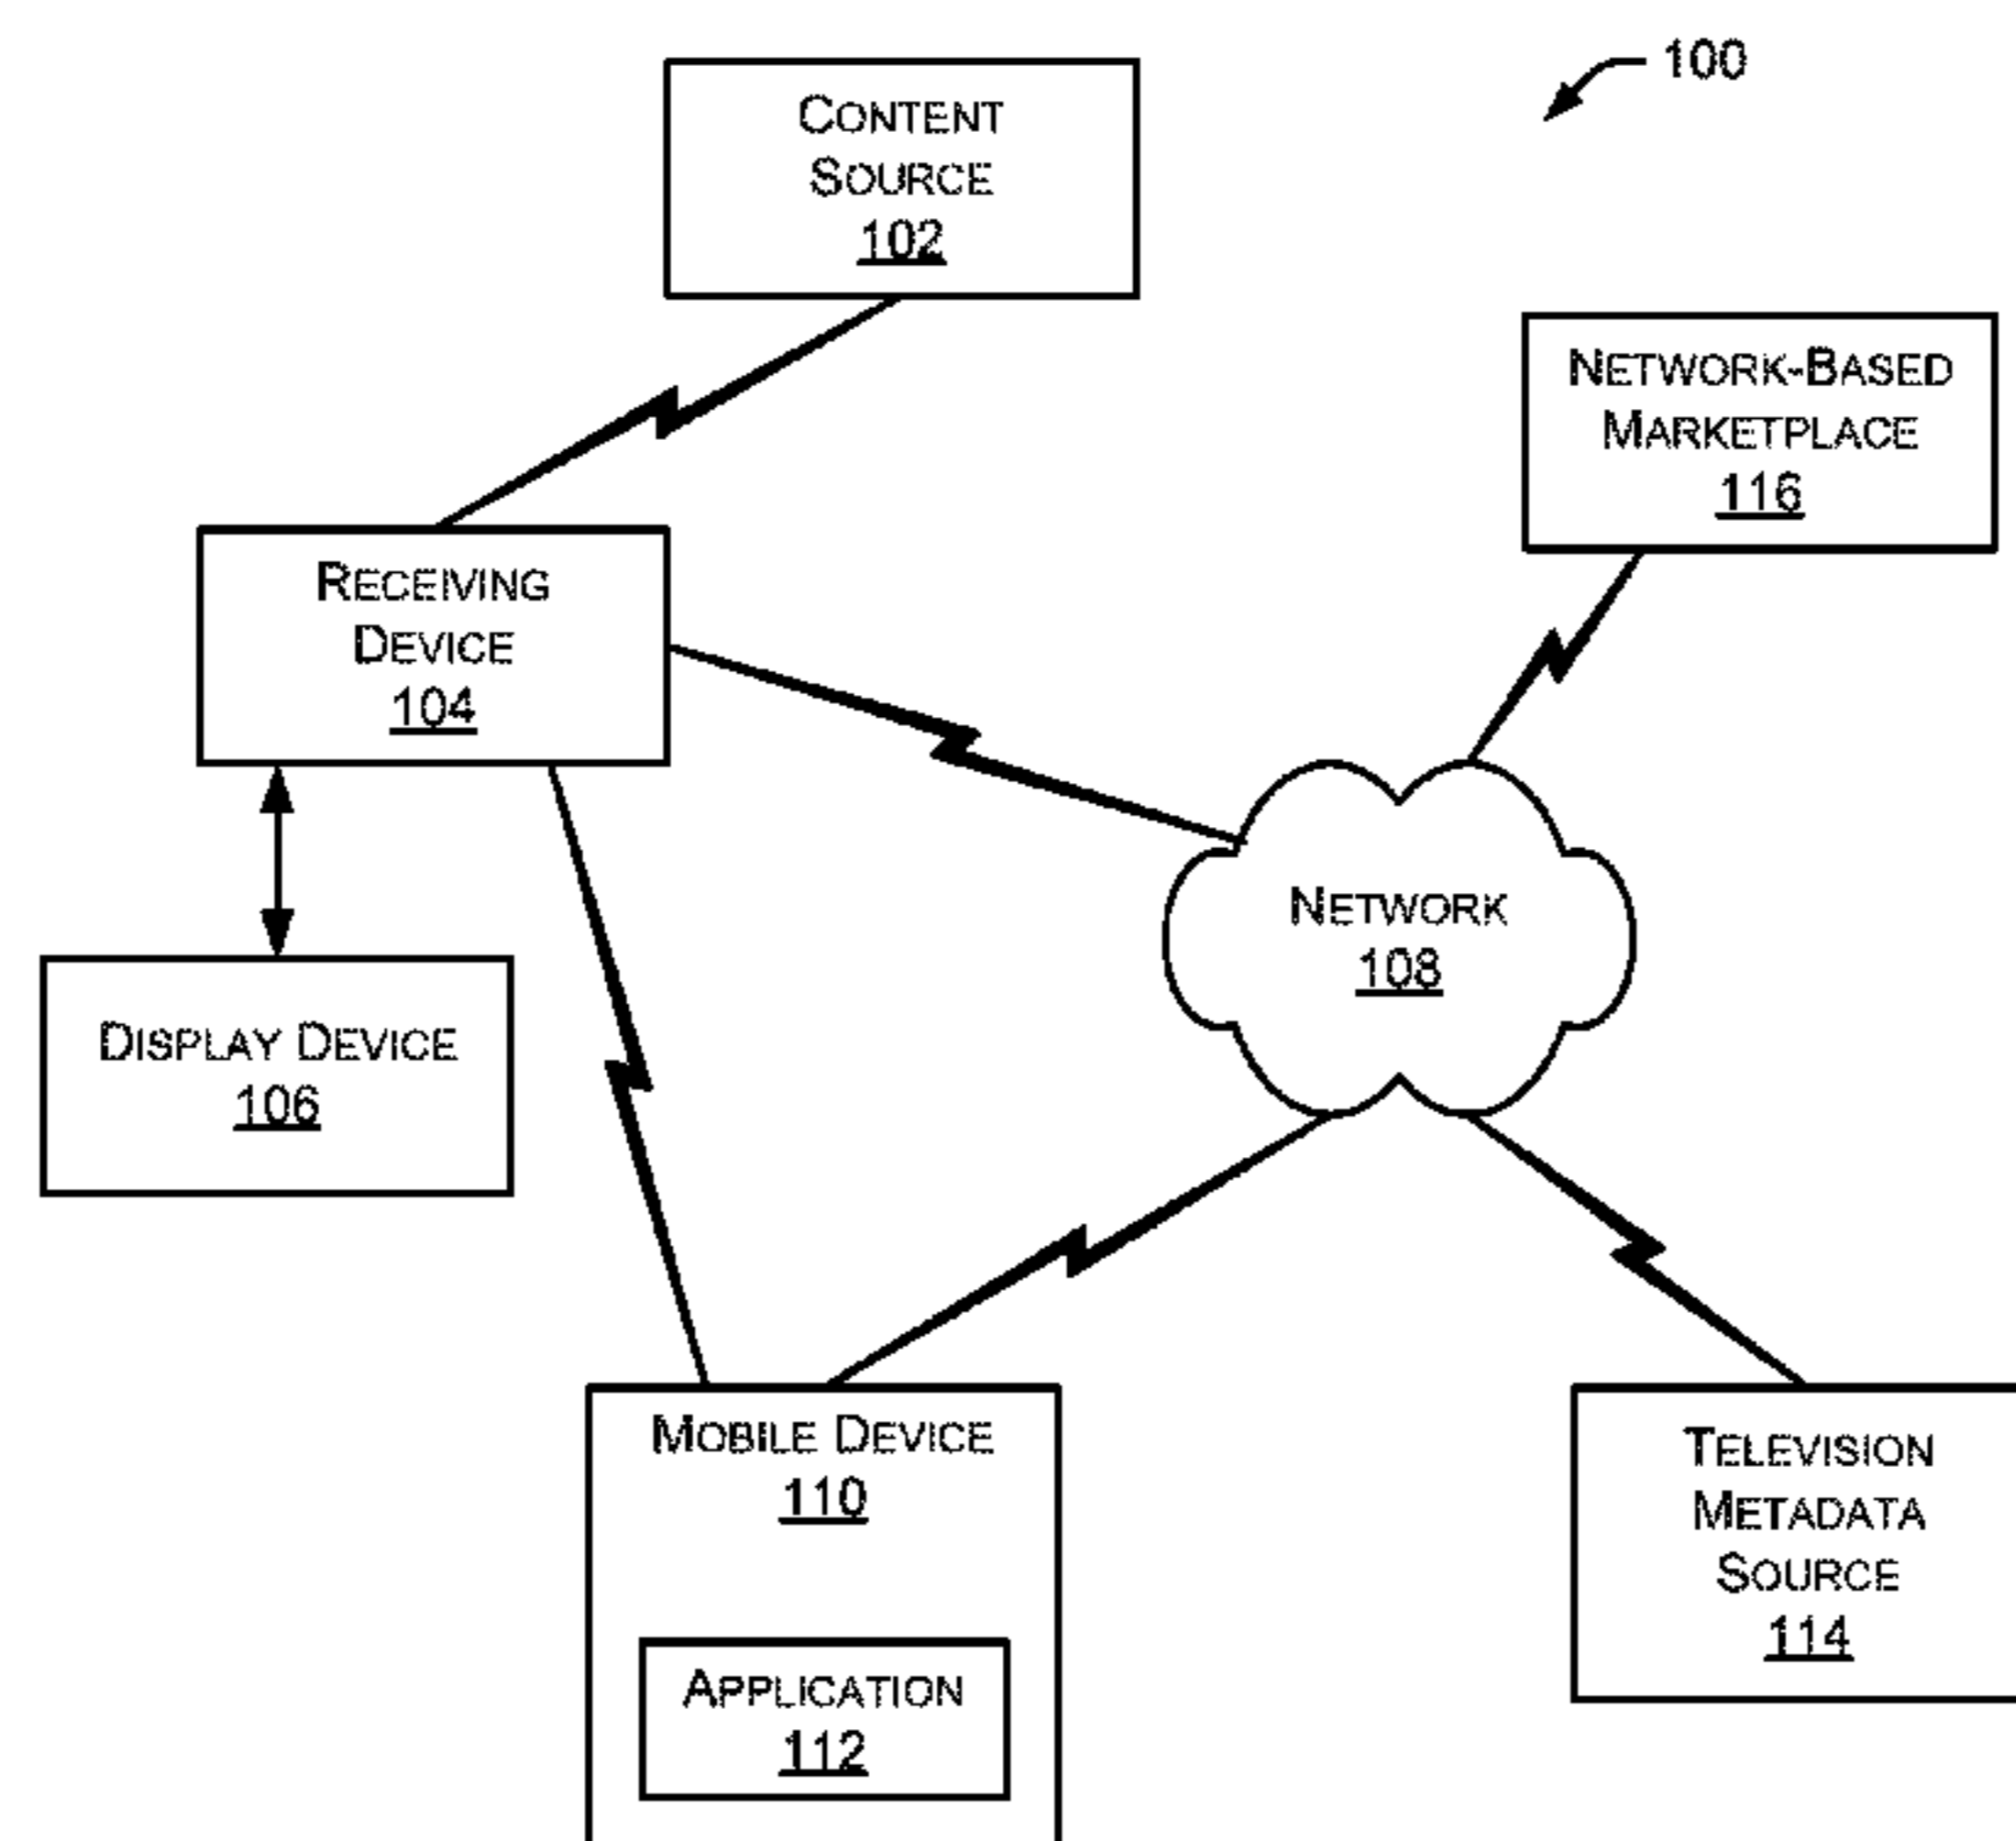 100
CONTENT
SOURCE
102
NETWORK-BASED
MARKETPLACE
116
RECEIVING
DEVICE
104
NETWORK
108
DISPLAY DEVICE
106
MOBILE DEVICE
110
APPLICATION
112
TELEVISION
METADATA
SOURCE
114